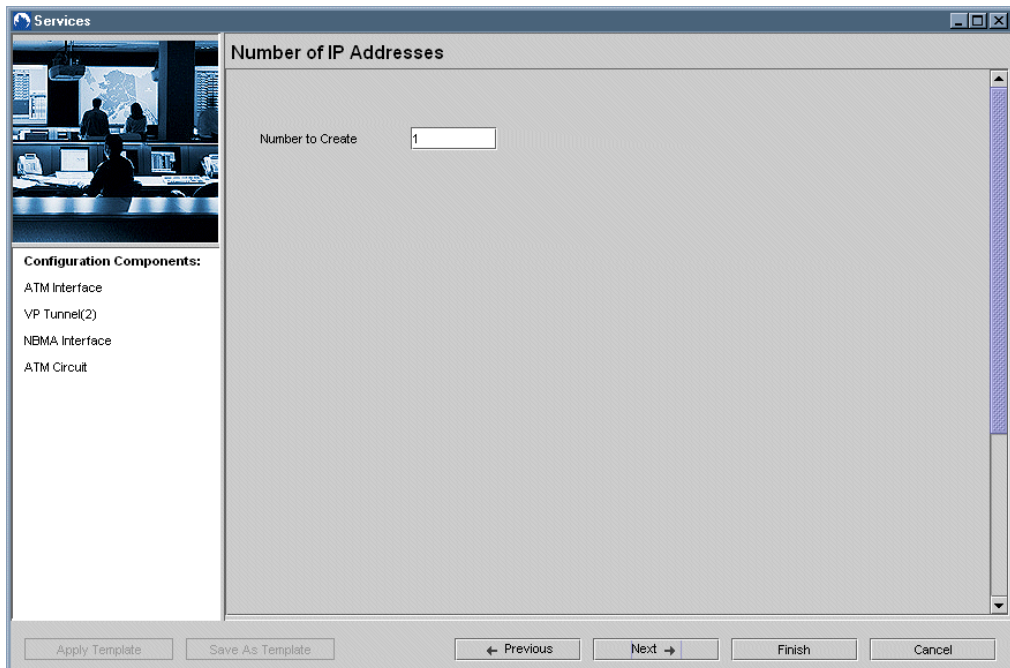 Services
Number of IP Addresses
Number to Create 1
Configuration Components:
ATM Interface
VP Tunnel(2)
NBMA Interface
ATM Circuit
Apply Template Save As Template Previous Next Finish Cancel